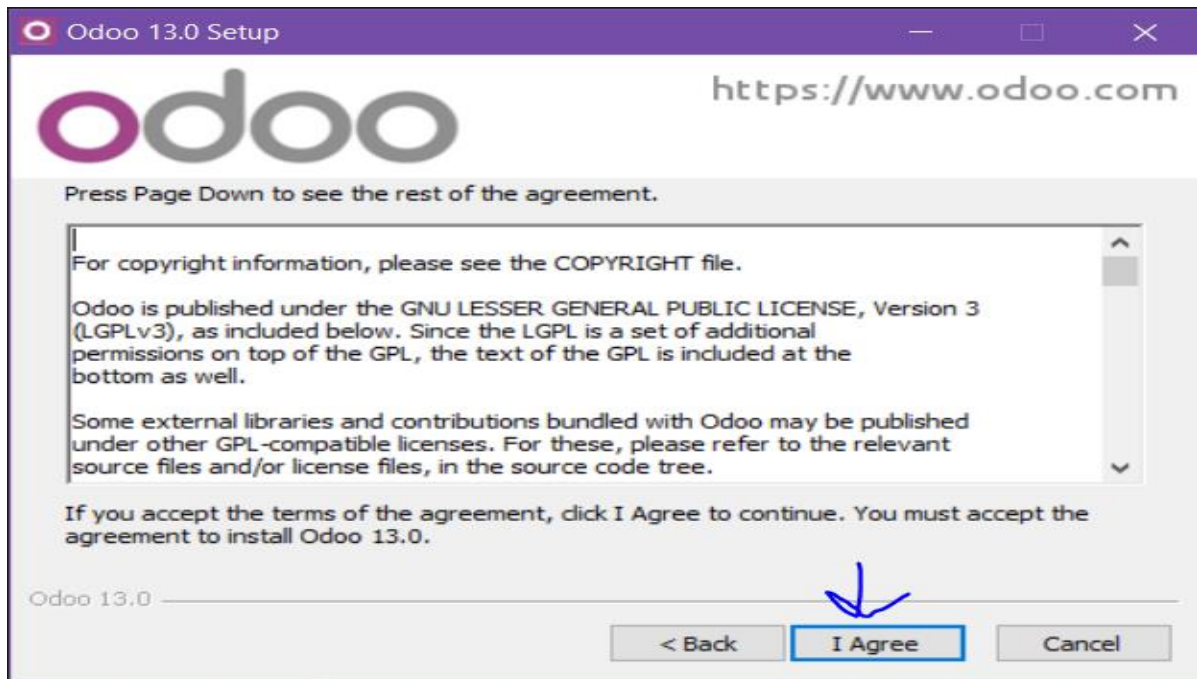 Odoo 13.0 Setup
odoo
https://www.odoo.com
Press Page Down to see the rest of the agreement.
For copyright information, please see the COPYRIGHT file.
Odoo is published under the GNU LESSER GENERAL PUBLIC LICENSE, Version 3
(LGPLv3), as included below. Since the LGPL is a set of additional
permissions on top of the GPL, the text of the GPL is included at the
bottom as well.
Some external libraries and contributions bundled with Odoo may be published
under other GPL-compatible licenses. For these, please refer to the relevant
source files and/or license files, in the source code tree.
If you accept the terms of the agreement, click I Agree to continue. You must accept the
agreement to install Odoo 13.0.
Odoo 13.0
< Back
I Agree
Cancel